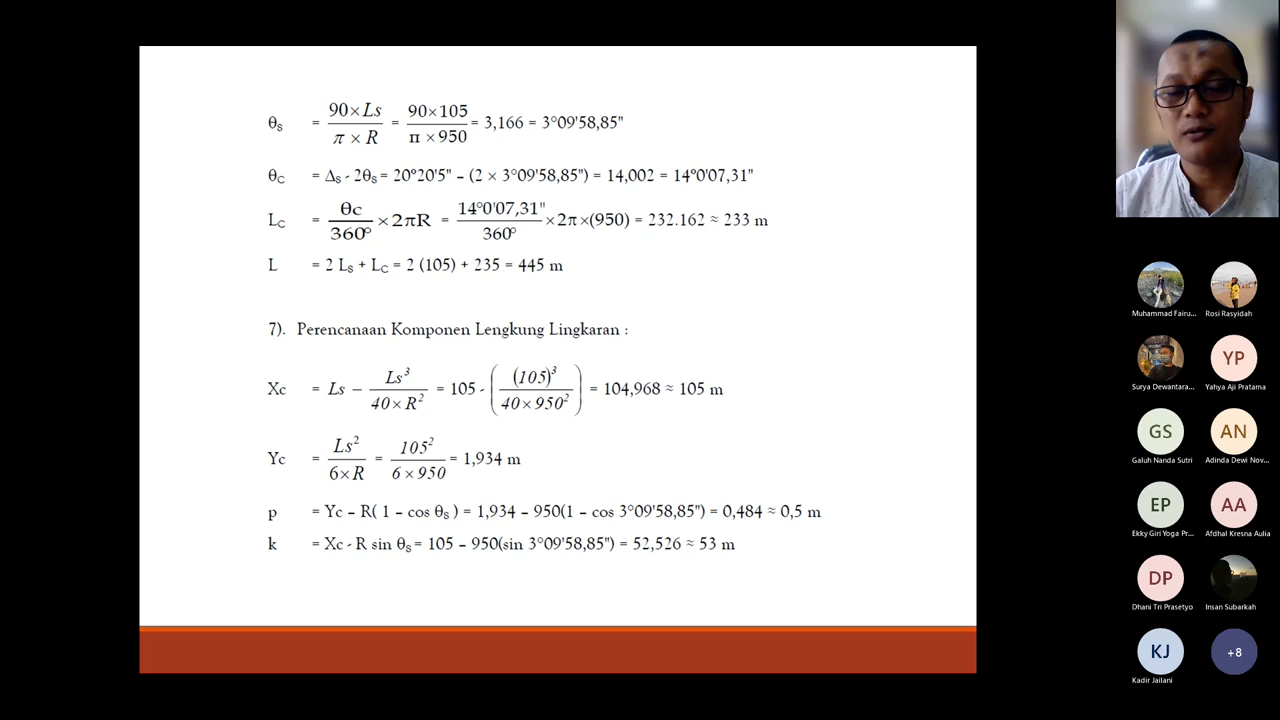 θs = 90×Ls / π × R = 90×105 / π ×950 = 3,166 = 3°09'58,85"
θC = Δs - 2θs = 20°20'5" – (2 × 3°09'58,85") = 14,002 = 14°0'07,31"
LC = θc / 360° ×2πR = 14°0'07,31" / 360° ×2π×(950) = 232.162 ≈ 233 m
L = 2 Ls + LC = 2 (105) + 235 = 445 m
7). Perencanaan Komponen Lengkung Lingkaran :
Xc = Ls − Ls³ / 40× R² = 105 - ( (105)³ / 40×950² ) = 104,968 ≈ 105 m
Yc = Ls² / 6×R = 105² / 6×950 = 1,934 m
p = Yc – R( 1 – cos θs ) = 1,934 – 950(1 – cos 3°09'58,85") = 0,484 ≈ 0,5 m
k = Xc - R sin θs = 105 – 950(sin 3°09'58,85") = 52,526 ≈ 53 m
Muhammad Fairu...
Rosi Rasyidah
Surya Dewantara...
YP
Yahya Aji Pratama
GS
Galuh Nanda Sutri
AN
Adinda Dewi Nov...
EP
Ekky Giri Yoga Pr...
AA
Afdhal Kresna Aulia
DP
Dhani Tri Prasetyo
Insan Subarkah
KJ
Kadir Jailani
+8